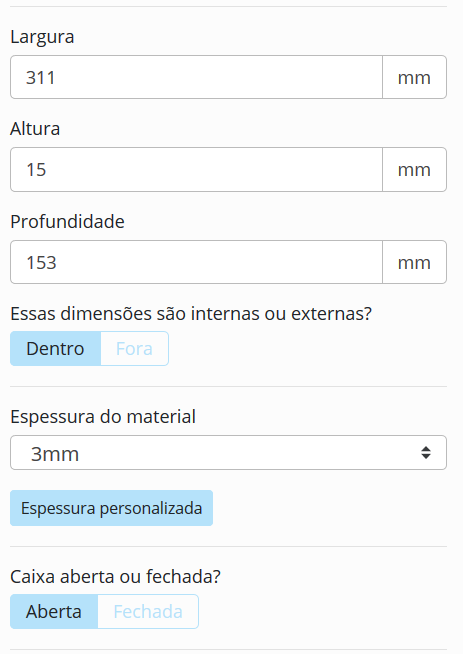 Largura
311 mm
Altura
15 mm
Profundidade
153 mm
Essas dimensões são internas ou externas?
Dentro Fora
Espessura do material
3mm
Espessura personalizada
Caixa aberta ou fechada?
Aberta Fechada